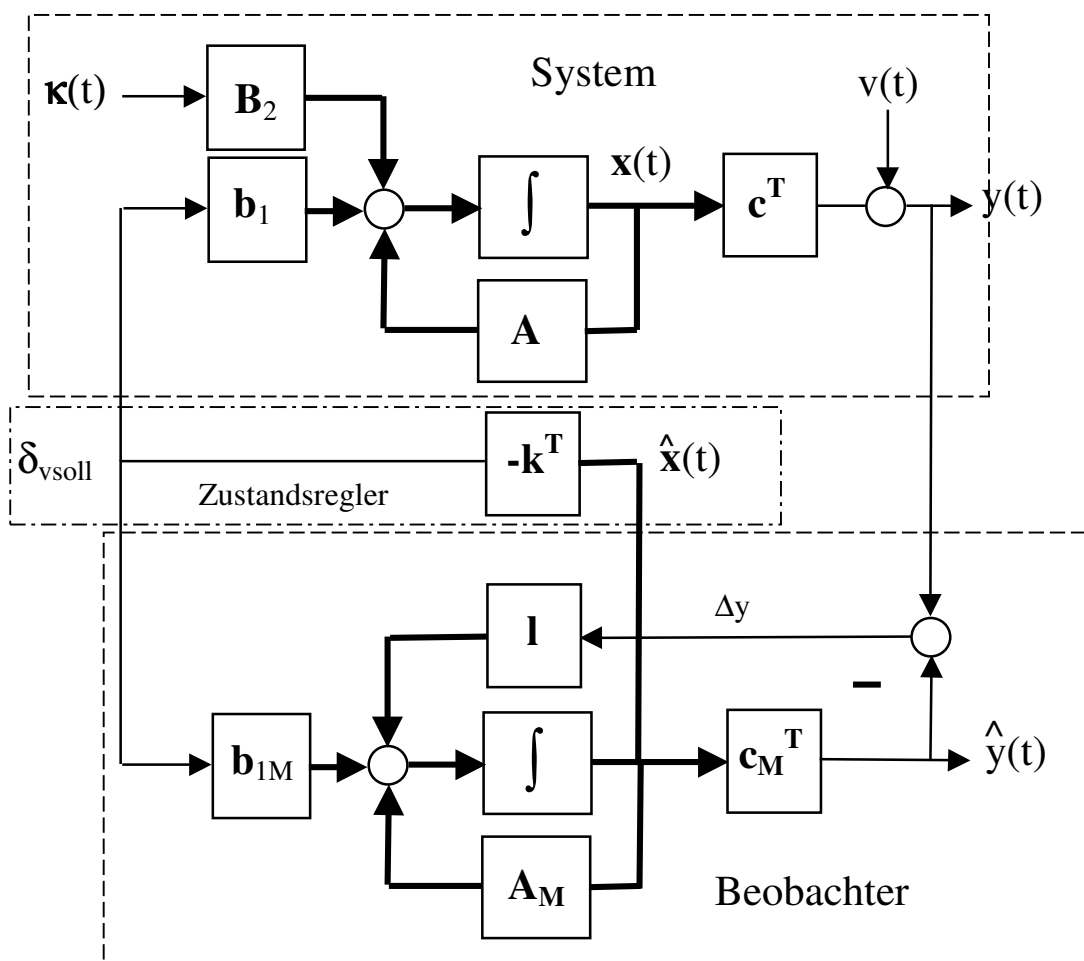 System
κ(t)
B₂
v(t)
b₁
∫
x(t)
cᵀ
y(t)
A
δvsoll
-kᵀ
x̂(t)
Zustandsregler
l
Δy
−
b₁M
∫
cMᵀ
ŷ(t)
AM
Beobachter